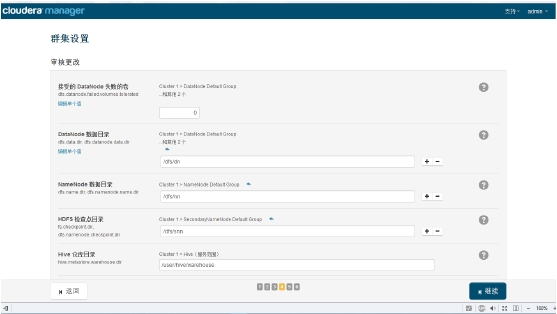 cloudera manager
支持
admin
群集设置
审核更改
接受的 DataNode 失败的卷
dfs.datanode.failed.volumes.tolerated
编辑单个值
Cluster 1 > DataNode Default Group
...和其他 2 个
0
DataNode 数据目录
dfs.data.dir, dfs.datanode.data.dir
编辑单个值
Cluster 1 > DataNode Default Group
...和其他 2 个
/dfs/dn
NameNode 数据目录
dfs.name.dir, dfs.namenode.name.dir
Cluster 1 > NameNode Default Group
/dfs/nn
HDFS 检查点目录
fs.checkpoint.dir,
dfs.namenode.checkpoint.dir
Cluster 1 > SecondaryNameNode Default Group
/dfs/snn
Hive 仓库目录
hive.metastore.warehouse.dir
Cluster 1 > Hive（服务范围）
/user/hive/warehouse
返回
1 2 3 4 5 6
继续
100%